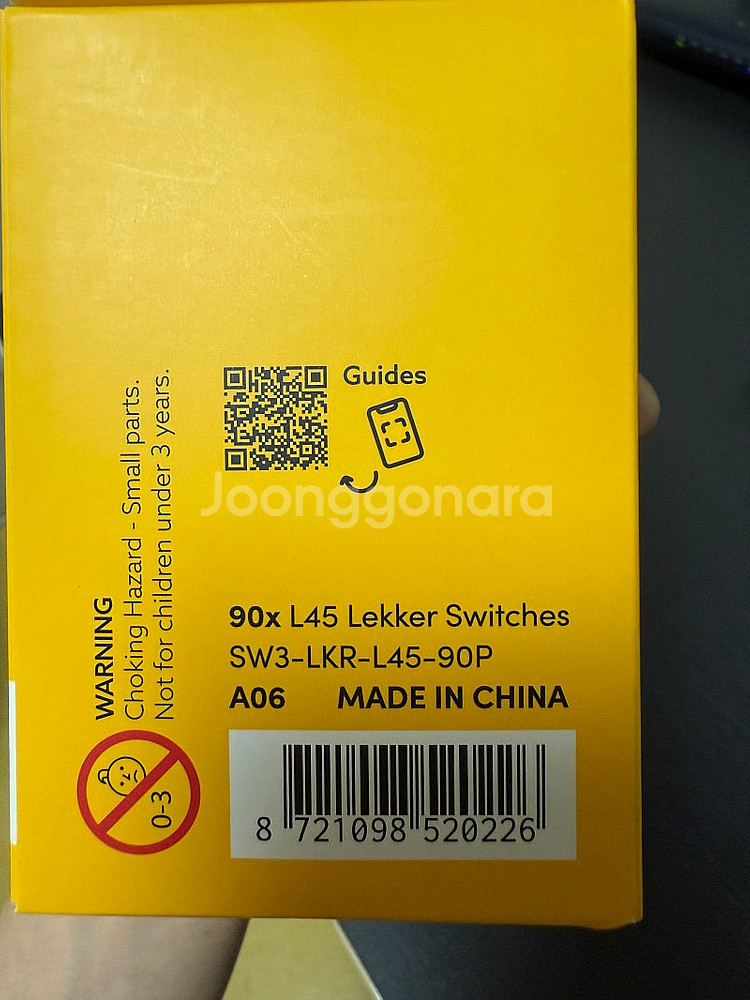 Guides
Joonggonara
WARNING
Choking Hazard - Small parts.
Not for children under 3 years.
0-3
90x L45 Lekker Switches
SW3-LKR-L45-90P
A06 MADE IN CHINA
8 721098 520226